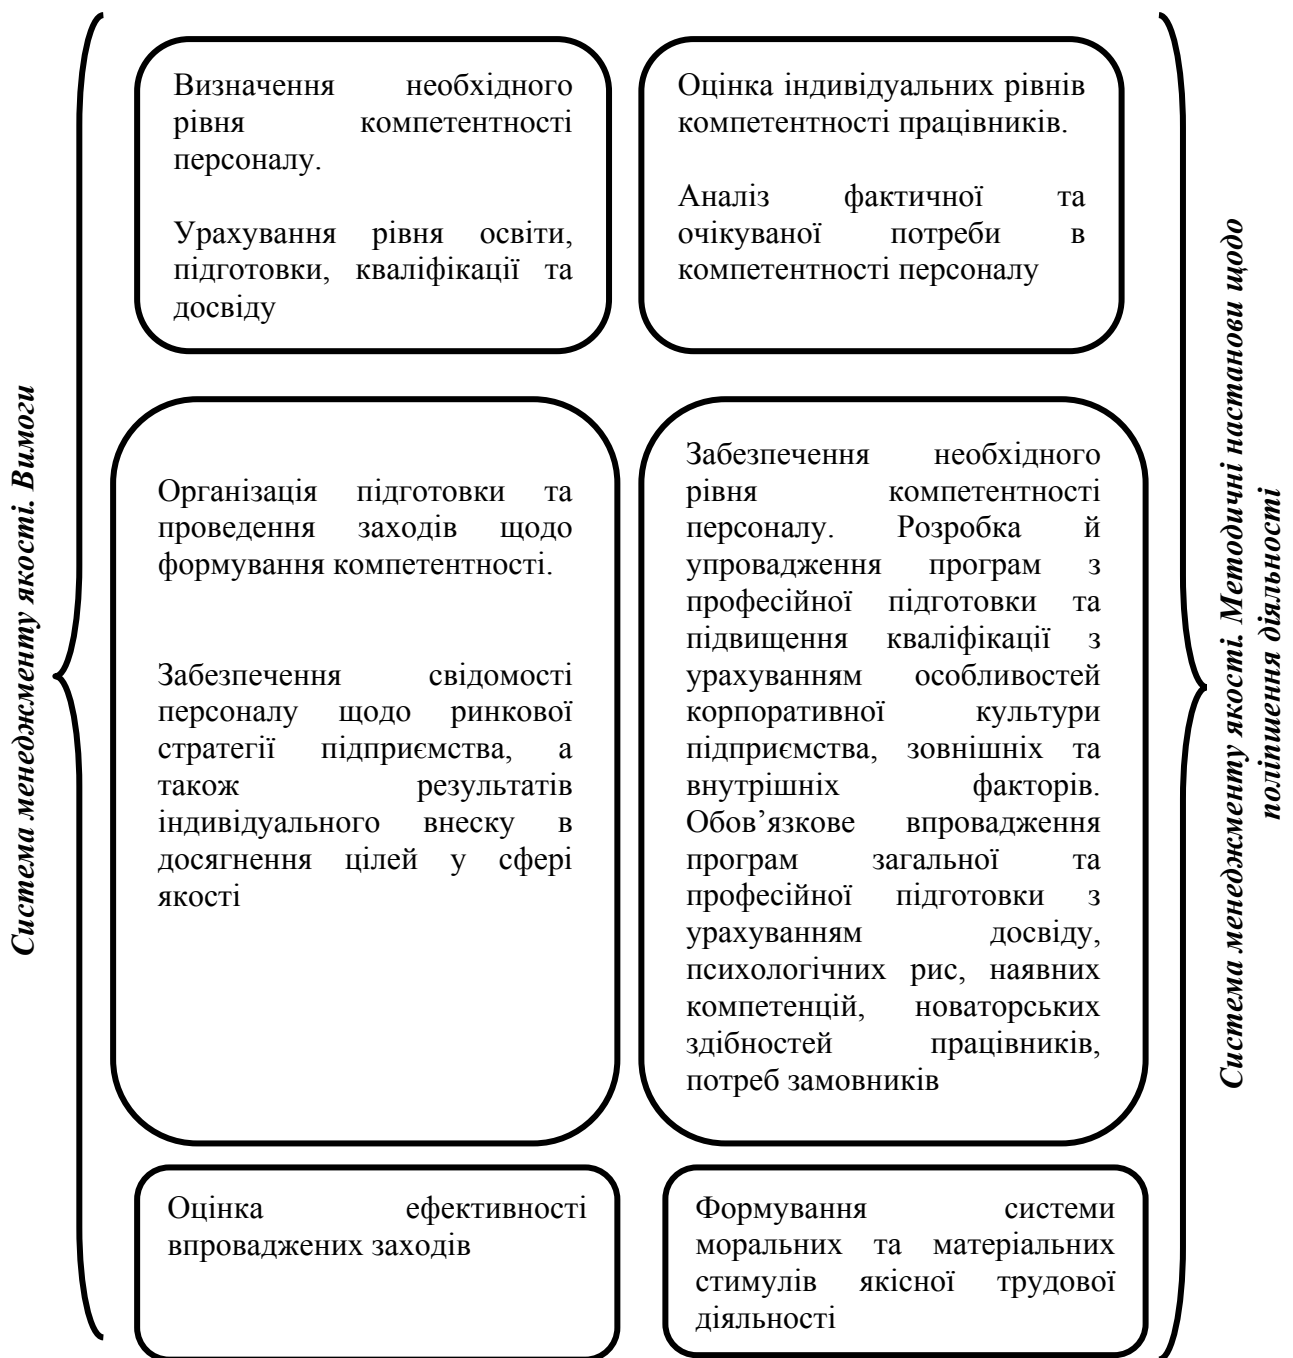 Система менеджменту якості. Вимоги
Визначення необхідного
рівня компетентності
персоналу.
Урахування рівня освіти,
підготовки, кваліфікації та
досвіду
Оцінка індивідуальних рівнів
компетентності працівників.
Аналіз фактичної та
очікуваної потреби в
компетентності персоналу
Організація підготовки та
проведення заходів щодо
формування компетентності.
Забезпечення свідомості
персоналу щодо ринкової
стратегії підприємства, а
також результатів
індивідуального внеску в
досягнення цілей у сфері
якості
Забезпечення необхідного
рівня компетентності
персоналу. Розробка й
упровадження програм з
професійної підготовки та
підвищення кваліфікації з
урахуванням особливостей
корпоративної культури
підприємства, зовнішніх та
внутрішніх факторів.
Обов’язкове впровадження
програм загальної та
професійної підготовки з
урахуванням досвіду,
психологічних рис, наявних
компетенцій, новаторських
здібностей працівників,
потреб замовників
Оцінка ефективності
впроваджених заходів
Формування системи
моральних та матеріальних
стимулів якісної трудової
діяльності
Система менеджменту якості. Методичні настанови щодо
поліпшення діяльності